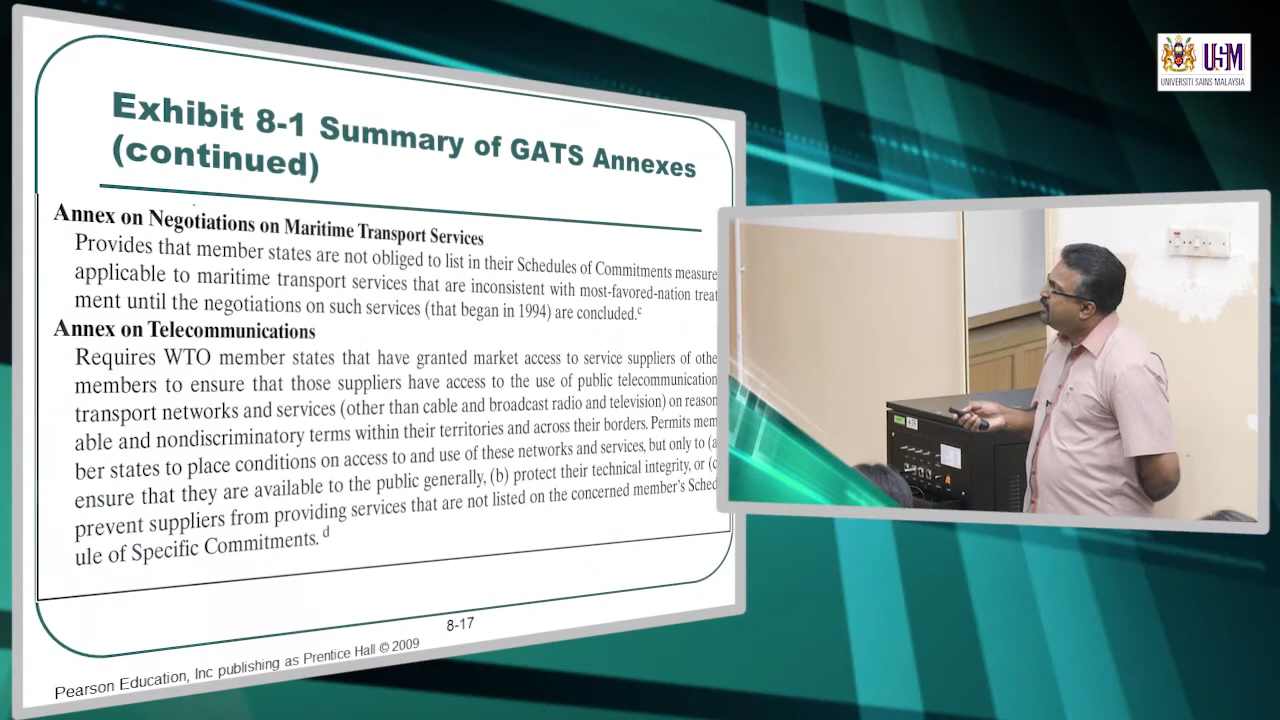 Exhibit 8-1 Summary of GATS Annexes
(continued)
Annex on Negotiations on Maritime Transport Services
Provides that member states are not obliged to list in their Schedules of Commitments measure
applicable to maritime transport services that are inconsistent with most-favored-nation treat
ment until the negotiations on such services (that began in 1994) are concluded.c
Annex on Telecommunications
Requires WTO member states that have granted market access to service suppliers of othe
members to ensure that those suppliers have access to the use of public telecommunication
transport networks and services (other than cable and broadcast radio and television) on reason
able and nondiscriminatory terms within their territories and across their borders. Permits mem
ber states to place conditions on access to and use of these networks and services, but only to (a
ensure that they are available to the public generally, (b) protect their technical integrity, or (c
prevent suppliers from providing services that are not listed on the concerned member's Sched
ule of Specific Commitments. d
8-17
Pearson Education, Inc publishing as Prentice Hall © 2009
USM
UNIVERSITI SAINS MALAYSIA